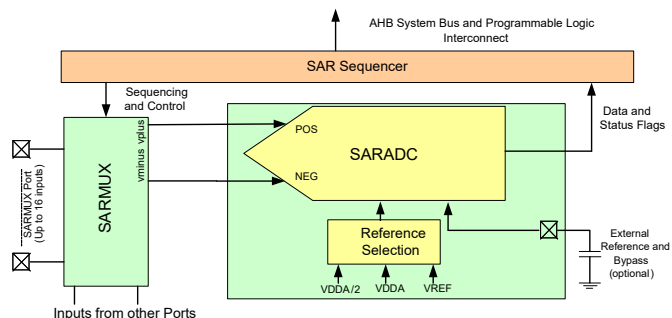 AHB System Bus and Programmable Logic
Interconnect
SAR Sequencer
Sequencing
and Control
Data and
Status Flags
vminus vplus
POS
SARADC
NEG
SARMUX
SARMUX Port
(Up to 16 inputs)
Reference
Selection
External
Reference and
Bypass
(optional)
VDDA/2
VDDA
VREF
Inputs from other Ports